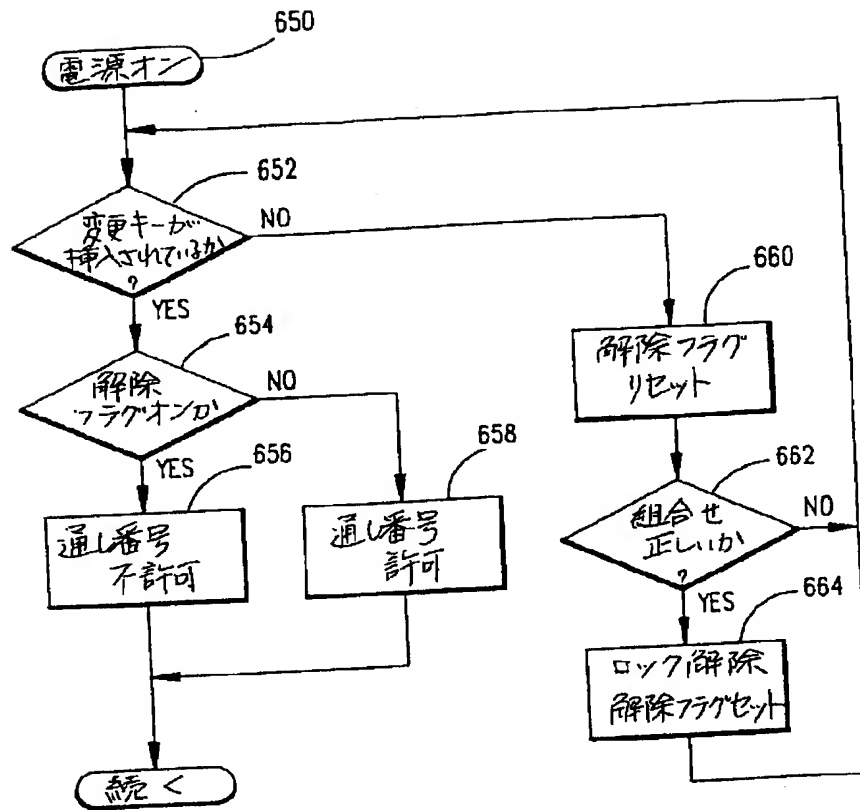 650
電源オン
652
変更キーが
挿入されているか
?
NO
YES
654
解除
フラグオンか
NO
YES
656
通し番号
不許可
658
通し番号
許可
続く
660
解除フラグ
リセット
662
組合せ
正しいか
?
NO
YES
664
ロック解除
解除フラグセット